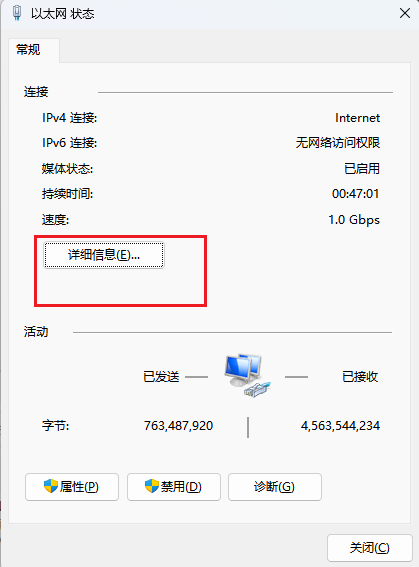 以太网 状态
常规
连接
IPv4 连接: Internet
IPv6 连接: 无网络访问权限
媒体状态: 已启用
持续时间: 00:47:01
速度: 1.0 Gbps
详细信息(E)...
活动
已发送 已接收
字节: 763,487,920 4,563,544,234
属性(P) 禁用(D) 诊断(G)
关闭(C)